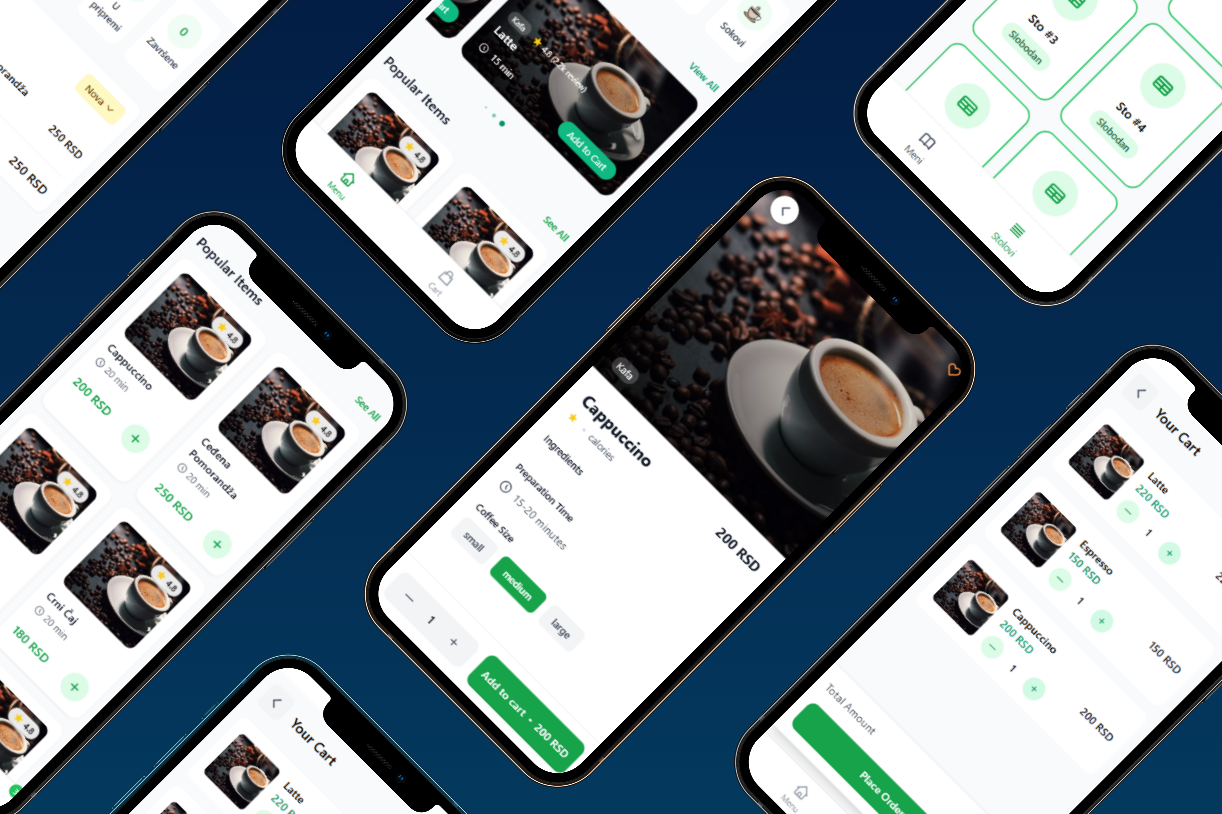 U
pripremi
0
Završene
Nova
250 RSD
250 RSD
Kafa
Latte
4.8
15 min
Add to Cart
Sokovi
View All
Popular Items
4.8
4.8
See All
Menu
Cart
Sto #3
Slobodan
Sto #4
Slobodan
Meni
Stolovi
Popular Items
See All
4.8
Cappuccino
20 min
200 RSD
+
4.8
Ceđena
Pomorandža
20 min
250 RSD
+
4.8
4.8
Crni Čaj
20 min
180 RSD
+
4.8
Kafa
Cappuccino
- calories
200 RSD
Ingredients
Preparation Time
15-20 minutes
Coffee Size
small
medium
large
− 1 +
Add to cart • 200 RSD
Your Cart
Latte
220 RSD
− 1 +
Espresso
150 RSD
− 1 +
150 RSD
Cappuccino
200 RSD
− 1 +
200 RSD
Total Amount
Place Order
Menu
Your Cart
Latte
220